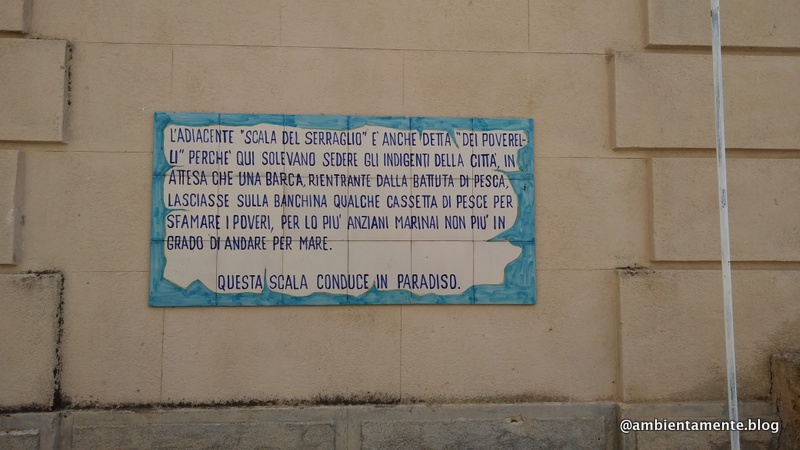 L'ADIACENTE "SCALA DEL SERRAGLIO" E' ANCHE DETTA "DEI POVEREL-
LI" PERCHE' QUI SOLEVANO SEDERE GLI INDIGENTI DELLA CITTA', IN
ATTESA CHE UNA BARCA, RIENTRANTE DALLA BATTUTA DI PESCA,
LASCIASSE SULLA BANCHINA QUALCHE CASSETTA DI PESCE PER
SFAMARE I POVERI, PER LO PIU' ANZIANI MARINAI NON PIU' IN
GRADO DI ANDARE PER MARE.
QUESTA SCALA CONDUCE IN PARADISO.
@ambientamente.blog